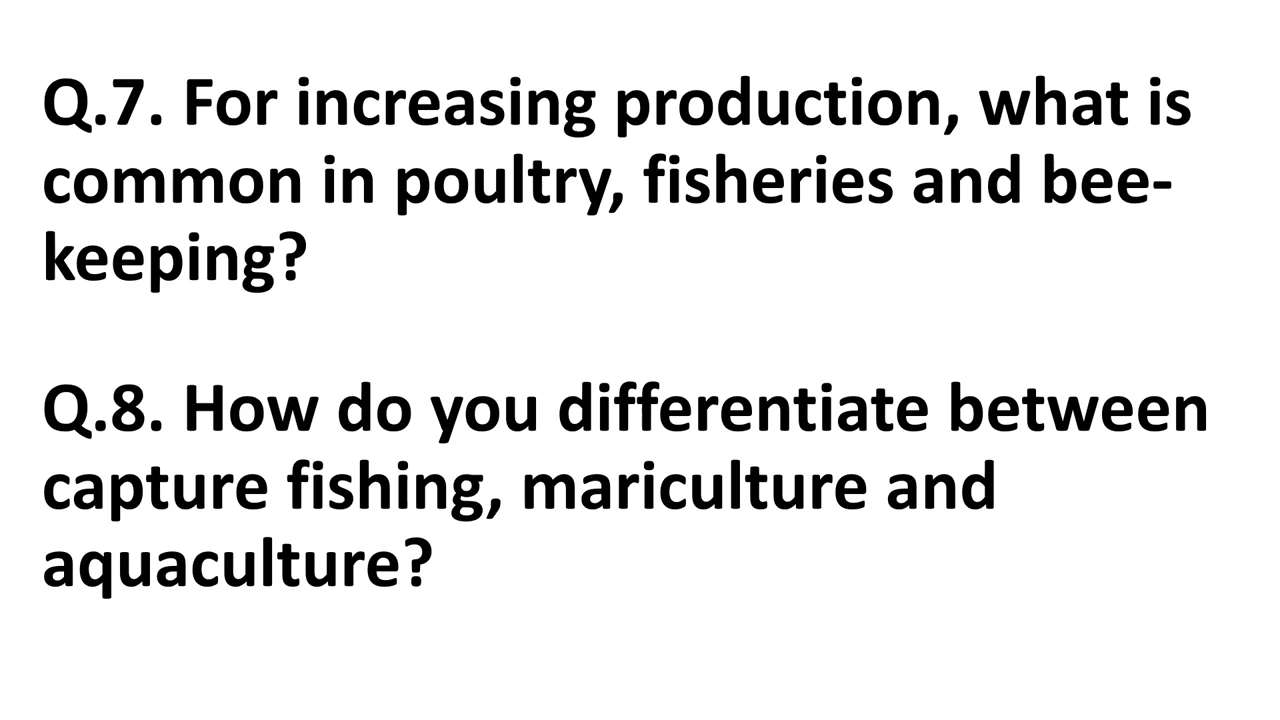 Q.7. For increasing production, what is
common in poultry, fisheries and bee-
keeping?
Q.8. How do you differentiate between
capture fishing, mariculture and
aquaculture?